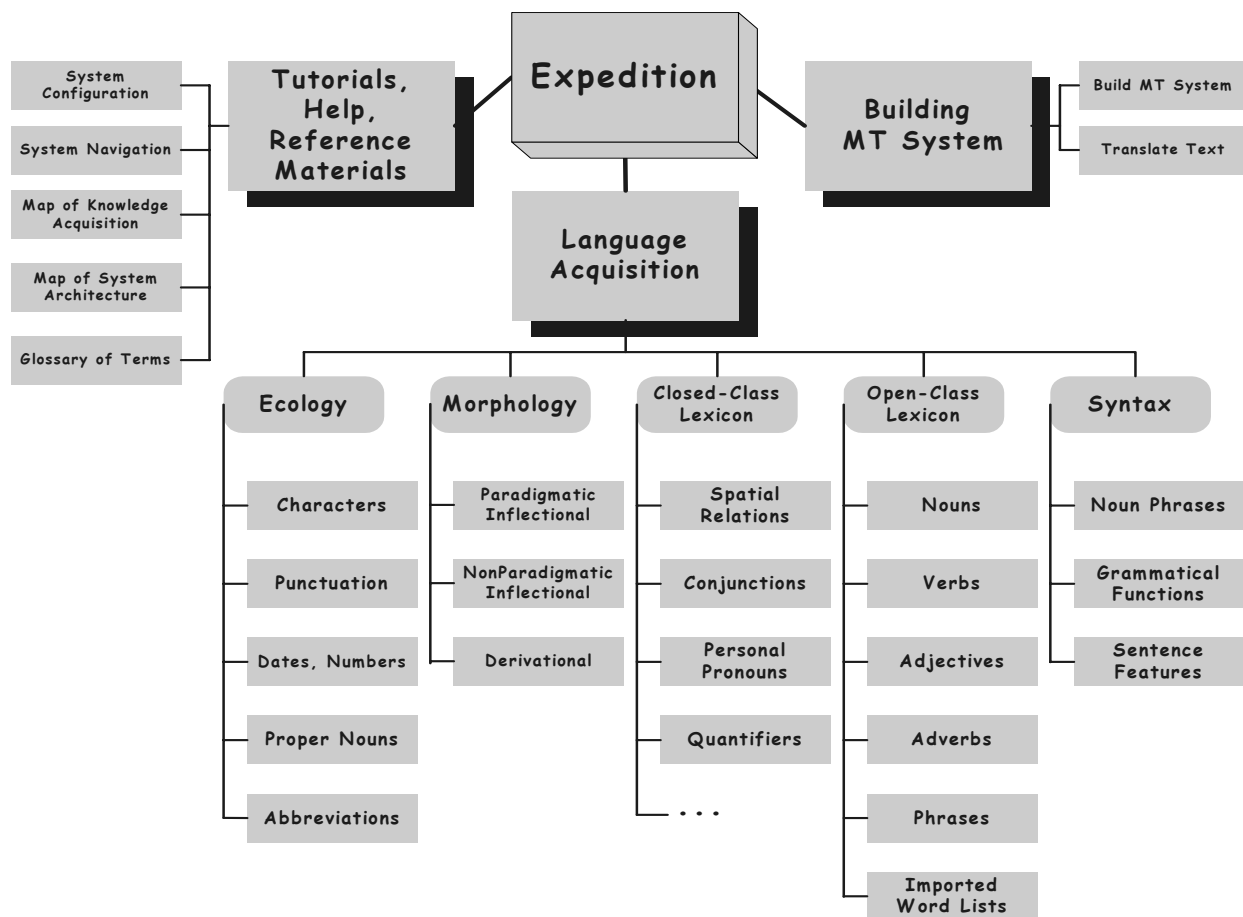 Expedition
Tutorials,
Help,
Reference
Materials
System
Configuration
System Navigation
Map of Knowledge
Acquisition
Map of System
Architecture
Glossary of Terms
Building
MT System
Build MT System
Translate Text
Language
Acquisition
Ecology
Characters
Punctuation
Dates, Numbers
Proper Nouns
Abbreviations
Morphology
Paradigmatic
Inflectional
NonParadigmatic
Inflectional
Derivational
Closed-Class
Lexicon
Spatial
Relations
Conjunctions
Personal
Pronouns
Quantifiers
. . .
Open-Class
Lexicon
Nouns
Verbs
Adjectives
Adverbs
Phrases
Imported
Word Lists
Syntax
Noun Phrases
Grammatical
Functions
Sentence
Features